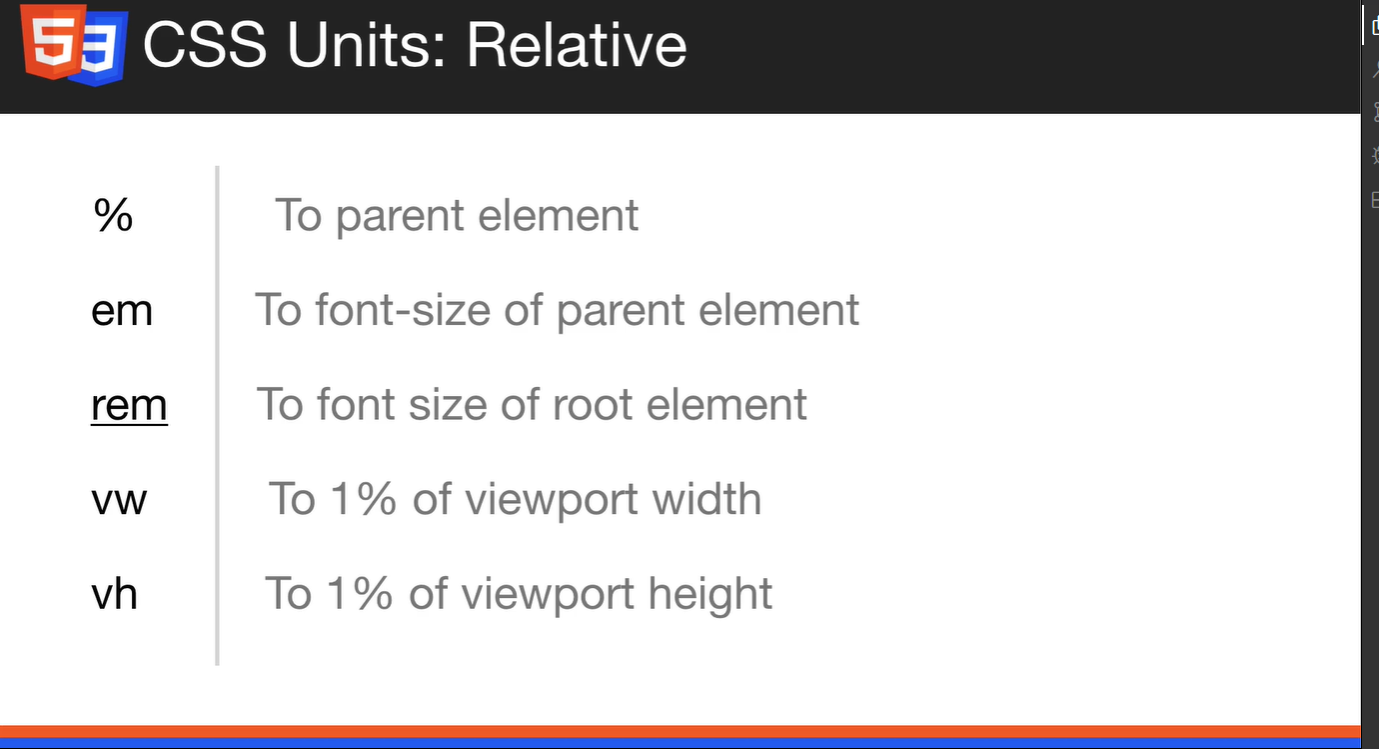 5 3 CSS Units: Relative
% To parent element
em To font-size of parent element
rem To font size of root element
vw To 1% of viewport width
vh To 1% of viewport height